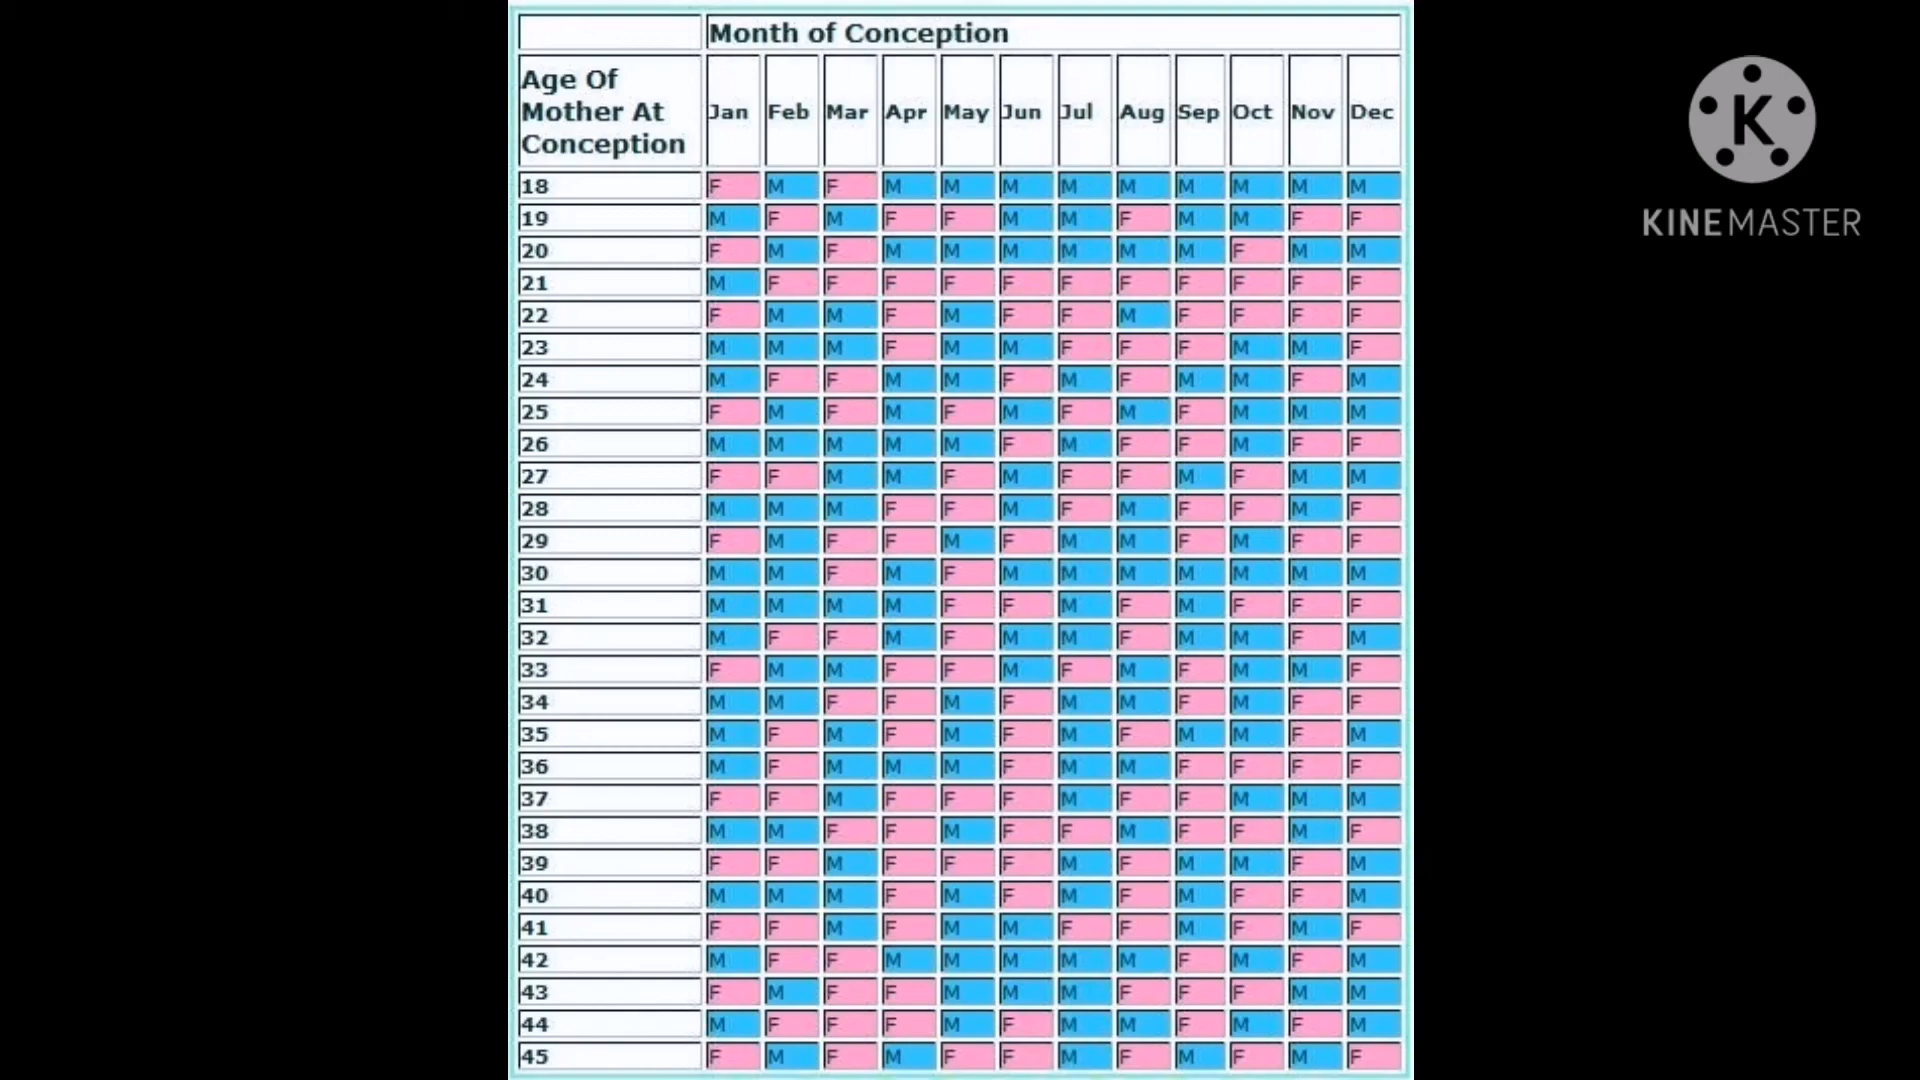 Month of Conception
Age Of
Mother At
Conception
Jan Feb Mar Apr May Jun Jul Aug Sep Oct Nov Dec
18 F M F M M M M M M M M M
19 M F M F F M M F M M F F
20 F M F M M M M M M F M M
21 M F F F F F F F F F F F
22 F M M F M F F M F F F F
23 M M M F M M F F F M M F
24 M F F M M F M F M M F M
25 F M F M F M F M F M M M
26 M M M M M F M F F M F F
27 F F M M F M F F M F M M
28 M M M F F M F M F F M F
29 F M F F M F M M F M F F
30 M M F M F M M M M M M M
31 M M M M F F M F M F F F
32 M F F M F M M F M M F M
33 F M M F F M F M F M M F
34 M M F F M F M M F M F F
35 M F M F M F M F M M F M
36 M F M M M F M M F F F F
37 F F M F F F M F F M M M
38 M M F F M F F M F F M F
39 F F M F F F M F M M F M
40 M M M F M F M F M F F M
41 F F M F M M F F M F M F
42 M F F M M M M M F M F M
43 F M F F M M M F F F M M
44 M F F F M F M M F M F M
45 F M F M F F M F M F M F
K
KINEMASTER